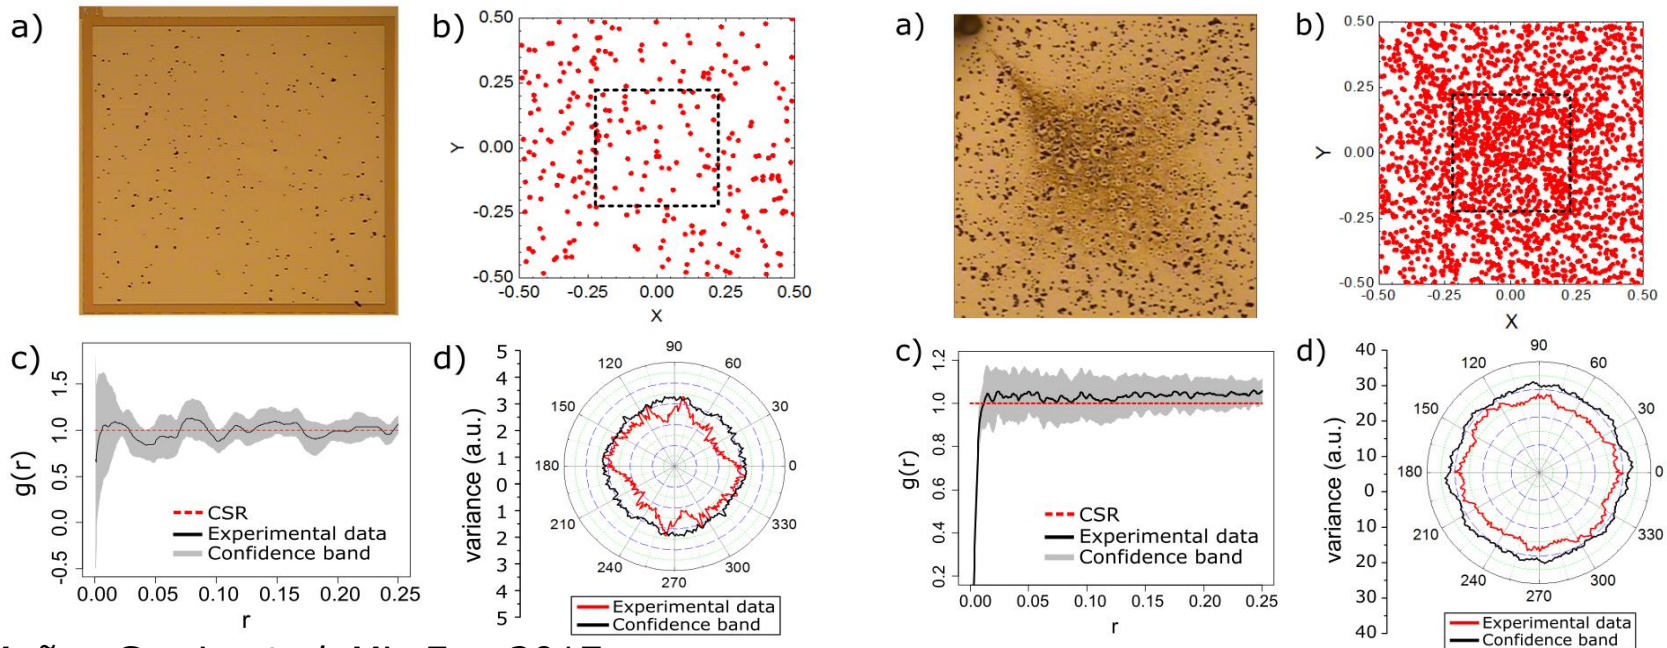 a)
b)
0.50
0.25
0.00
-0.25
-0.50
Y
-0.50 -0.25 0.00 0.25 0.50
X
c)
1.5
1.0
0.5
0.0
-0.5
g(r)
CSR
Experimental data
Confidence band
0.00 0.05 0.10 0.15 0.20 0.25
r
d)
5
4
3
2
1
0
1
2
3
4
5
variance (a.u.)
90
120 60
150 30
180 0
210 330
240 300
270
Experimental data
Confidence band
a)
b)
0.50
0.25
0.00
-0.25
-0.50
Y
-0.50 -0.25 0.00 0.25 0.50
X
c)
1.2
1.0
0.8
0.6
0.4
0.2
g(r)
CSR
Experimental data
Confidence band
0.00 0.05 0.10 0.15 0.20 0.25
r
d)
40
30
20
10
0
10
20
30
40
variance (a.u.)
90
120 60
150 30
180 0
210 330
240 300
270
Experimental data
Confidence band